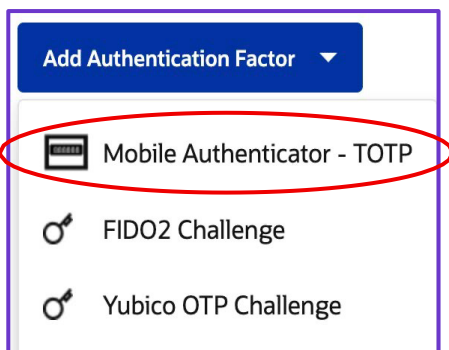 Add Authentication Factor
Mobile Authenticator - TOTP
FIDO2 Challenge
Yubico OTP Challenge